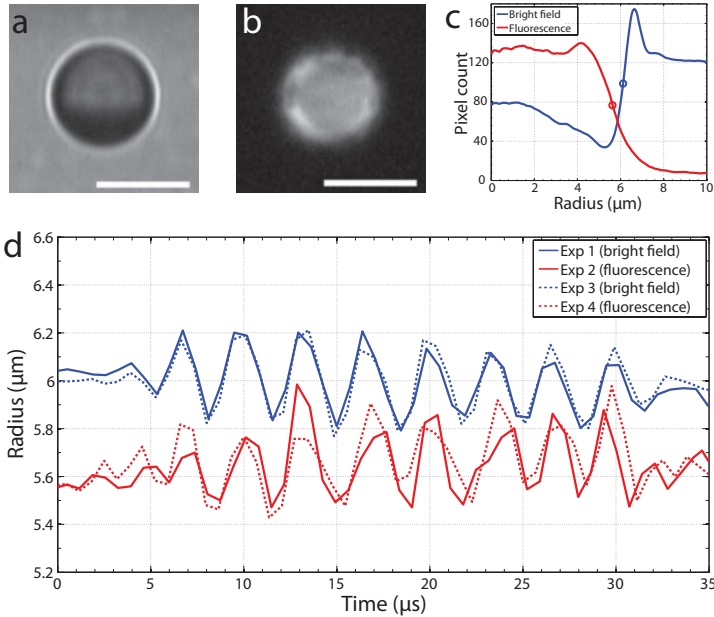 a
b
c
Bright field
Fluorescence
160
120
80
40
0
2
4
6
8
10
Pixel count
Radius (μm)
d
6.6
6.4
6.2
6
5.8
5.6
5.4
5.2
Radius (μm)
Exp 1 (bright field)
Exp 2 (fluorescence)
Exp 3 (bright field)
Exp 4 (fluorescence)
0
5
10
15
20
25
30
35
Time (μs)